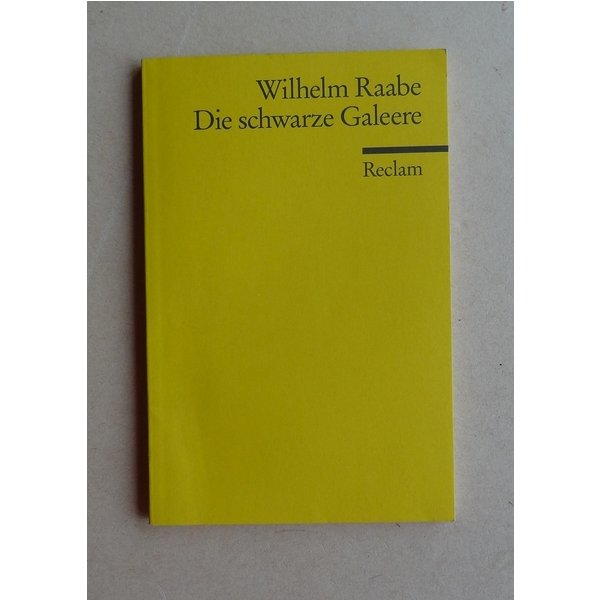 Wilhelm Raabe
Die schwarze Galeere
Reclam